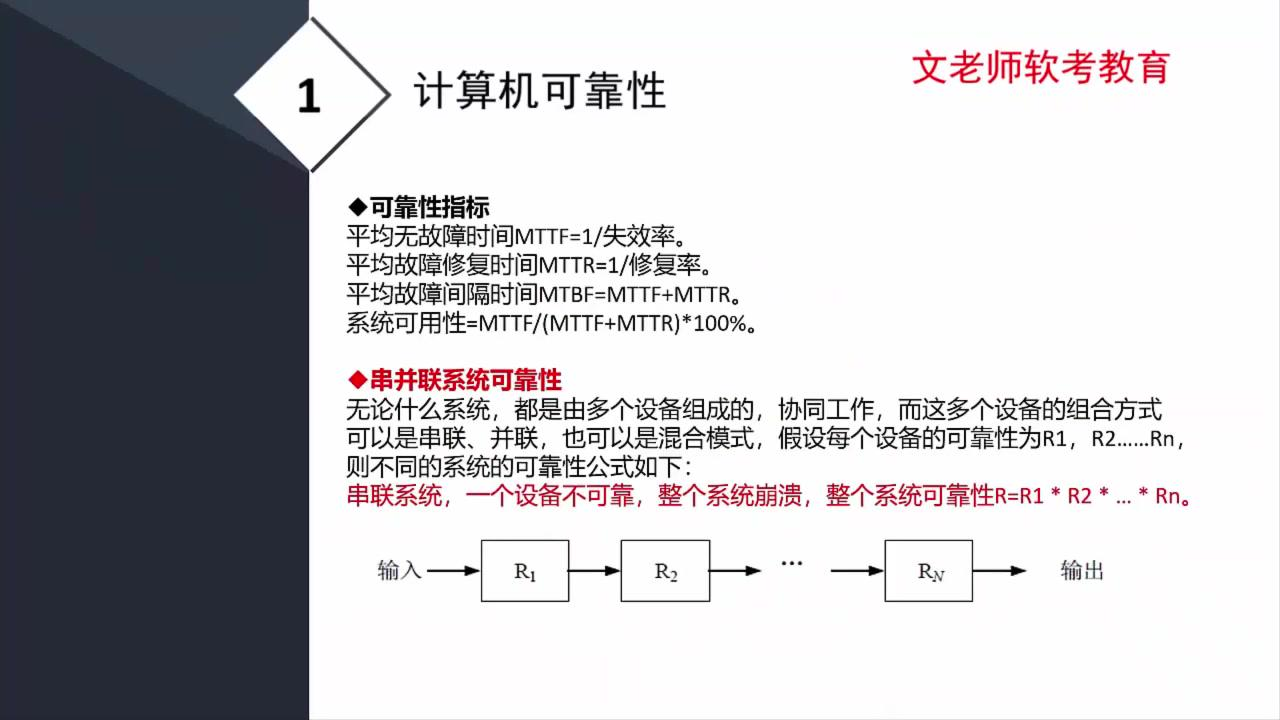 1
计算机可靠性
文老师软考教育
◆可靠性指标
平均无故障时间MTTF=1/失效率。
平均故障修复时间MTTR=1/修复率。
平均故障间隔时间MTBF=MTTF+MTTR。
系统可用性=MTTF/(MTTF+MTTR)*100%。
◆串并联系统可靠性
无论什么系统，都是由多个设备组成的，协同工作，而这多个设备的组合方式
可以是串联、并联，也可以是混合模式，假设每个设备的可靠性为R1，R2……Rn，
则不同的系统的可靠性公式如下：
串联系统，一个设备不可靠，整个系统崩溃，整个系统可靠性R=R1 * R2 * … * Rn。
输入 R₁ R₂ … R_N 输出